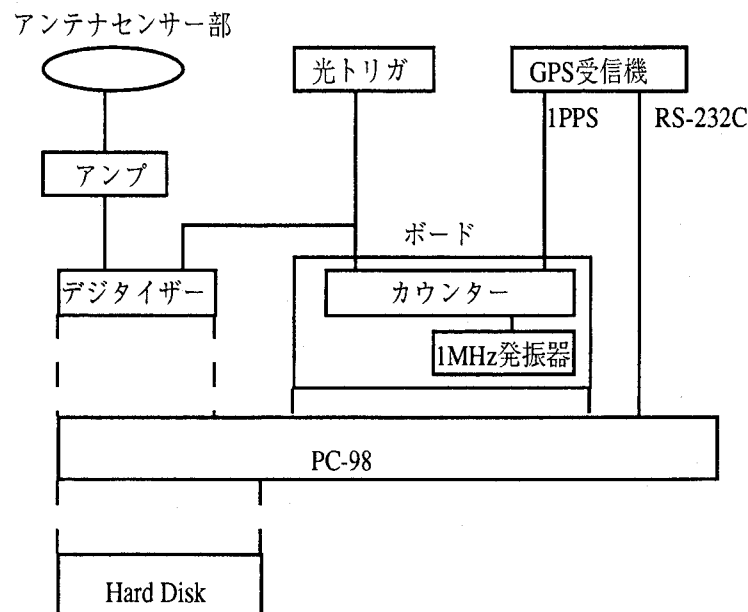 アンテナセンサー部
光トリガ
GPS受信機
1PPS
RS-232C
アンプ
ボード
デジタイザー
カウンター
1MHz発振器
PC-98
Hard Disk